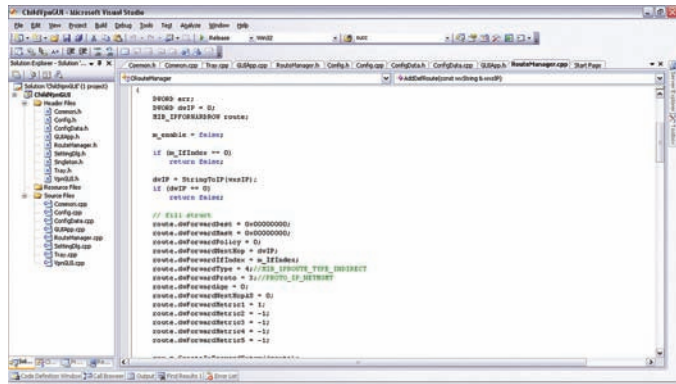 ChildVpnGUI - Microsoft Visual Studio
File Edit View Project Build Debug Tools Test Analyze Window Help
Release Win32
Solution Explorer - Solution '...
Common.h Common.cpp Tray.cpp GUIApp.cpp RouteManager.h Config.h Config.cpp ConfigData.h ConfigData.cpp GUIApp.h RouteManager.cpp Start Page
CRouteManager
AddDefRoute(const wxString & wxsIP)
Solution 'ChildVpnGUI' (1 project)
ChildVpnGUI
Header Files
Common.h
Config.h
ConfigData.h
GUIApp.h
RouteManager.h
SettingDlg.h
Singleton.h
Tray.h
VpnGUI.h
Resource Files
Source Files
Common.cpp
Config.cpp
ConfigData.cpp
GUIApp.cpp
RouteManager.cpp
SettingDlg.cpp
Tray.cpp
VpnGUI.cpp
{
DWORD err;
DWORD dwIP = 0;
MIB_IPFORWARDROW route;
m_enable = false;
if (m_IfIndex == 0)
return false;
dwIP = StringToIP(wxsIP);
if (dwIP == 0)
return false;
// fill struct
route.dwForwardDest = 0x00000000;
route.dwForwardMask = 0x00000000;
route.dwForwardPolicy = 0;
route.dwForwardNextHop = dwIP;
route.dwForwardIfIndex = m_IfIndex;
route.dwForwardType = 4;//MIB_IPROUTE_TYPE_INDIRECT
route.dwForwardProto = 3;//PROTO_IP_NETMGMT
route.dwForwardAge = 0;
route.dwForwardNextHopAS = 0;
route.dwForwardMetric1 = 1;
route.dwForwardMetric2 = -1;
route.dwForwardMetric3 = -1;
route.dwForwardMetric4 = -1;
route.dwForwardMetric5 = -1;
Server Explorer
Toolbox
Code Definition Window Call Browser Output Find Results 1 Error List